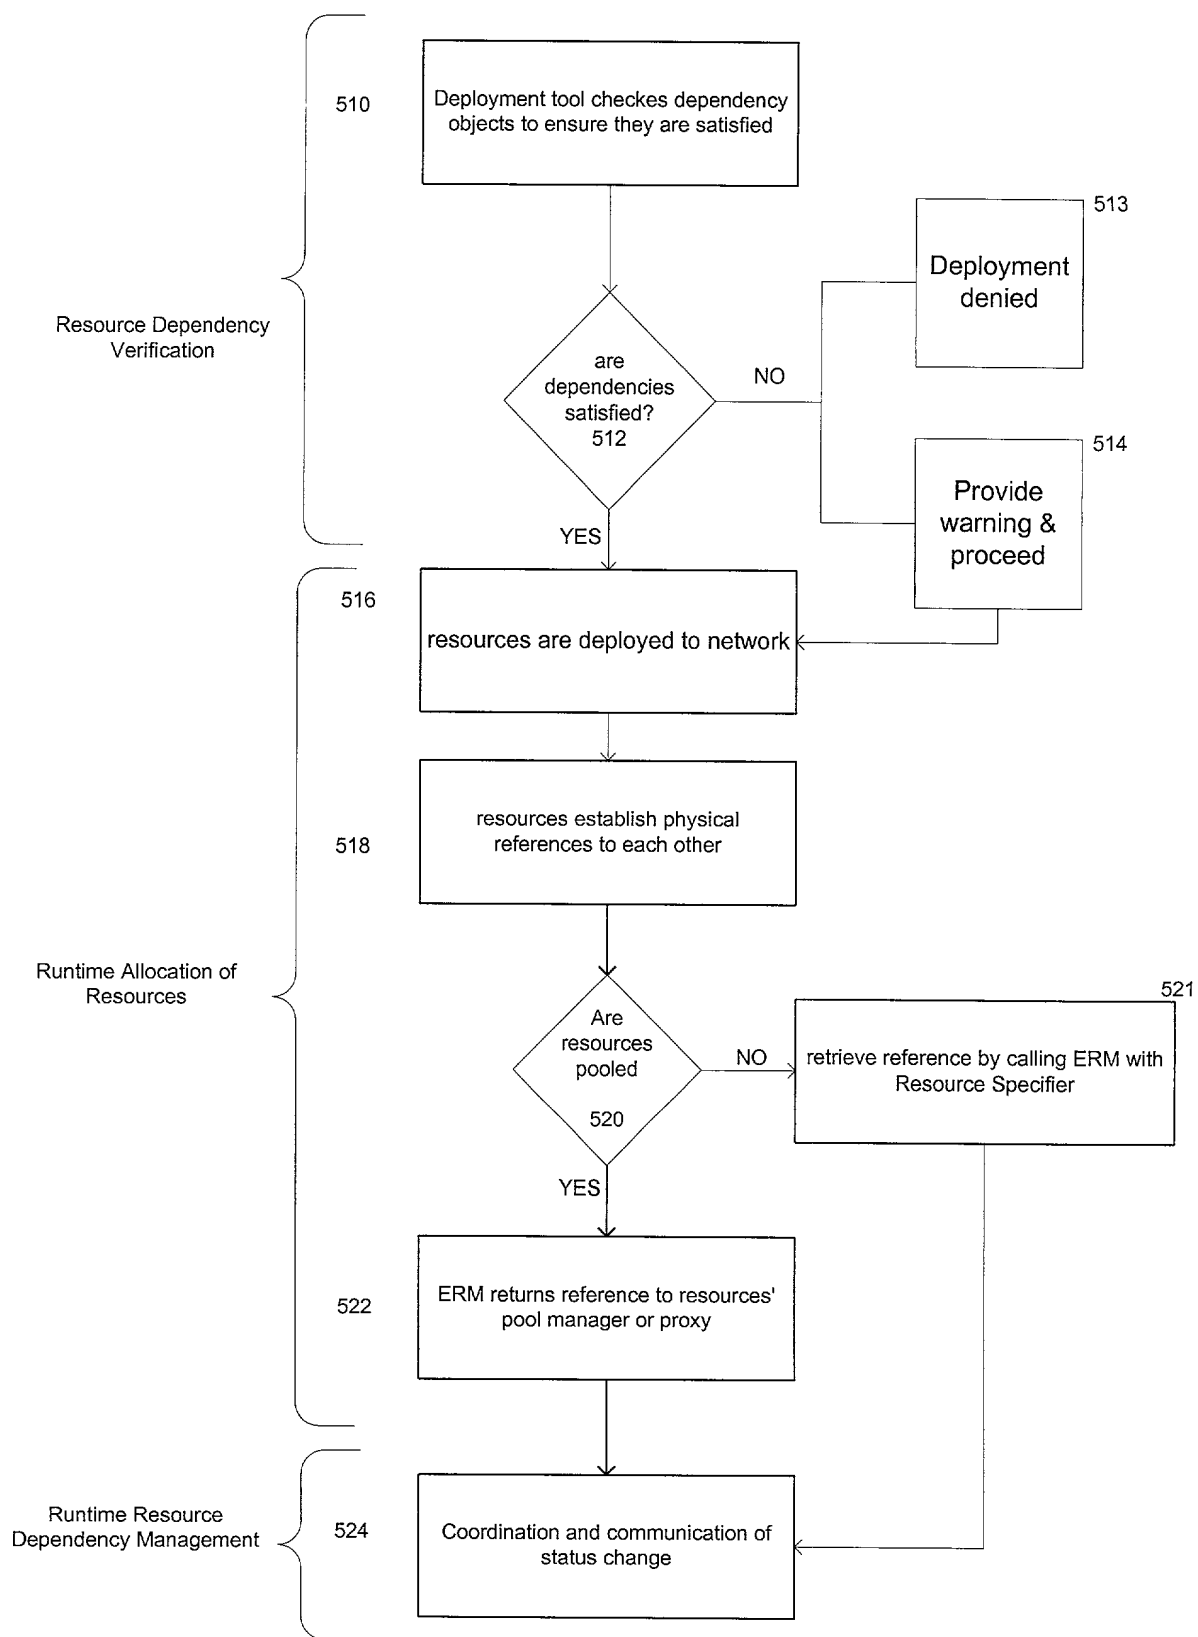 510
Deployment tool checkes dependency
objects to ensure they are satisfied
513
Deployment
denied
Resource Dependency
Verification
are
dependencies
satisfied?
512
NO
514
Provide
warning &
proceed
YES
516
resources are deployed to network
518
resources establish physical
references to each other
Runtime Allocation of
Resources
Are
resources
pooled
520
NO
521
retrieve reference by calling ERM with
Resource Specifier
YES
522
ERM returns reference to resources'
pool manager or proxy
Runtime Resource
Dependency Management
524
Coordination and communication of
status change